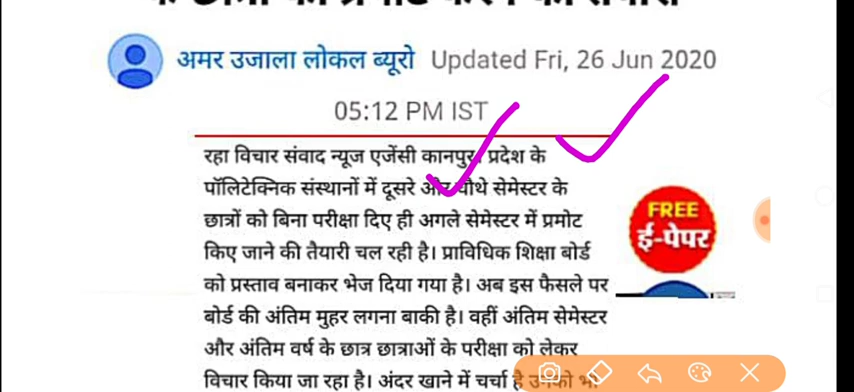 अमर उजाला लोकल ब्यूरो Updated Fri, 26 Jun 2020
05:12 PM IST
रहा विचार संवाद न्यूज एजेंसी कानपुर। प्रदेश के
पॉलिटेक्निक संस्थानों में दूसरे और चौथे सेमेस्टर के
छात्रों को बिना परीक्षा दिए ही अगले सेमेस्टर में प्रमोट
किए जाने की तैयारी चल रही है। प्राविधिक शिक्षा बोर्ड
को प्रस्ताव बनाकर भेज दिया गया है। अब इस फैसले पर
बोर्ड की अंतिम मुहर लगना बाकी है। वहीं अंतिम सेमेस्टर
और अंतिम वर्ष के छात्र छात्राओं के परीक्षा को लेकर
विचार किया जा रहा है। अंदर खाने में चर्चा है
FREE
ई-पेपर